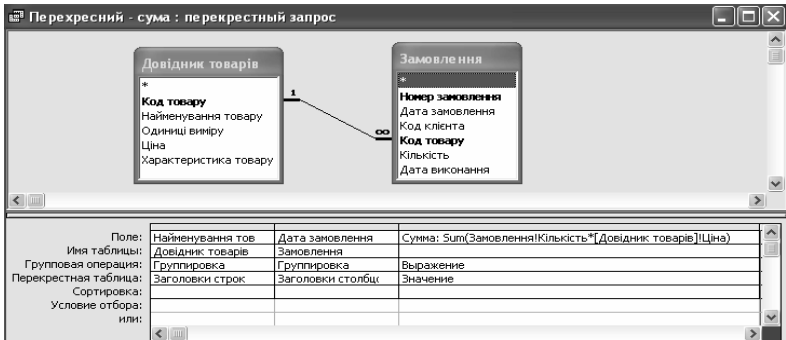 Перехресний - сума : перекрестный запрос
Довідник товарів
*
Код товару
Найменування товару
Одиниці виміру
Ціна
Характеристика товару
1
∞
Замовлення
*
Номер замовлення
Дата замовлення
Код клієнта
Код товару
Кількість
Дата виконання
Поле: Найменування тов Дата замовлення Сумма: Sum(Замовлення!Кількість*[Довідник товарів]!Ціна)
Имя таблицы: Довідник товарів Замовлення
Групповая операция: Группировка Группировка Выражение
Перекрестная таблица: Заголовки строк Заголовки столбцо Значение
Сортировка:
Условие отбора:
или: